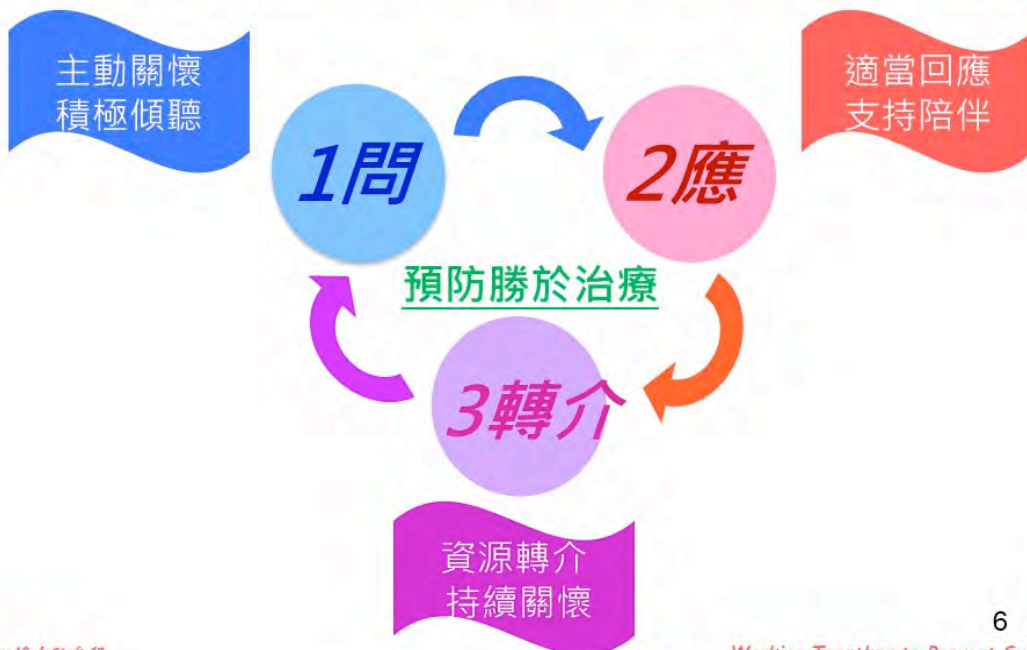 主動關懷
積極傾聽
適當回應
支持陪伴
1問
2應
預防勝於治療
3轉介
資源轉介
持續關懷
6